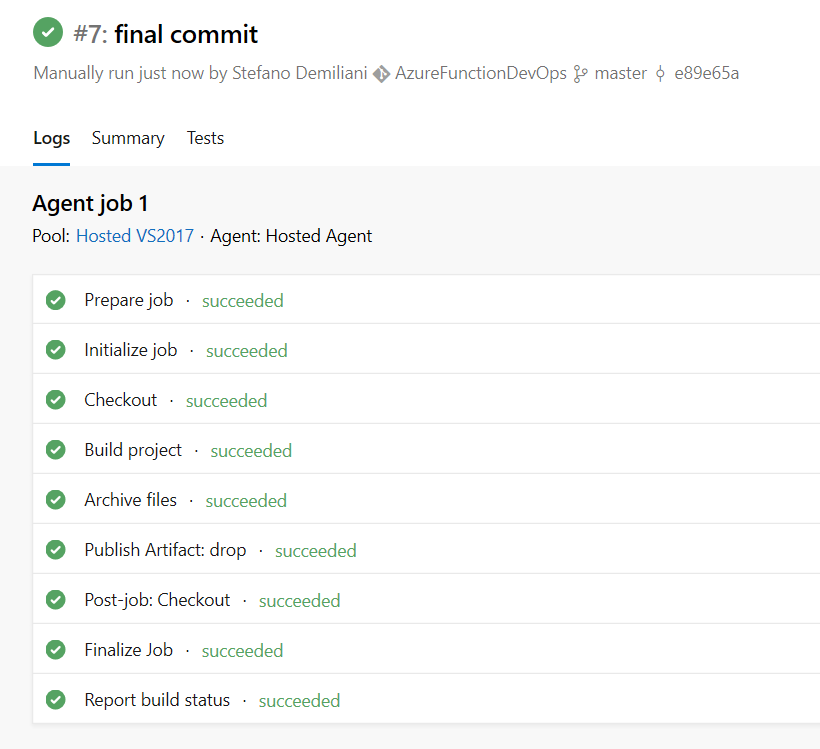 #7: final commit
Manually run just now by Stefano Demiliani AzureFunctionDevOps master e89e65a
Logs Summary Tests
Agent job 1
Pool: Hosted VS2017 · Agent: Hosted Agent
Prepare job · succeeded
Initialize job · succeeded
Checkout · succeeded
Build project · succeeded
Archive files · succeeded
Publish Artifact: drop · succeeded
Post-job: Checkout · succeeded
Finalize Job · succeeded
Report build status · succeeded